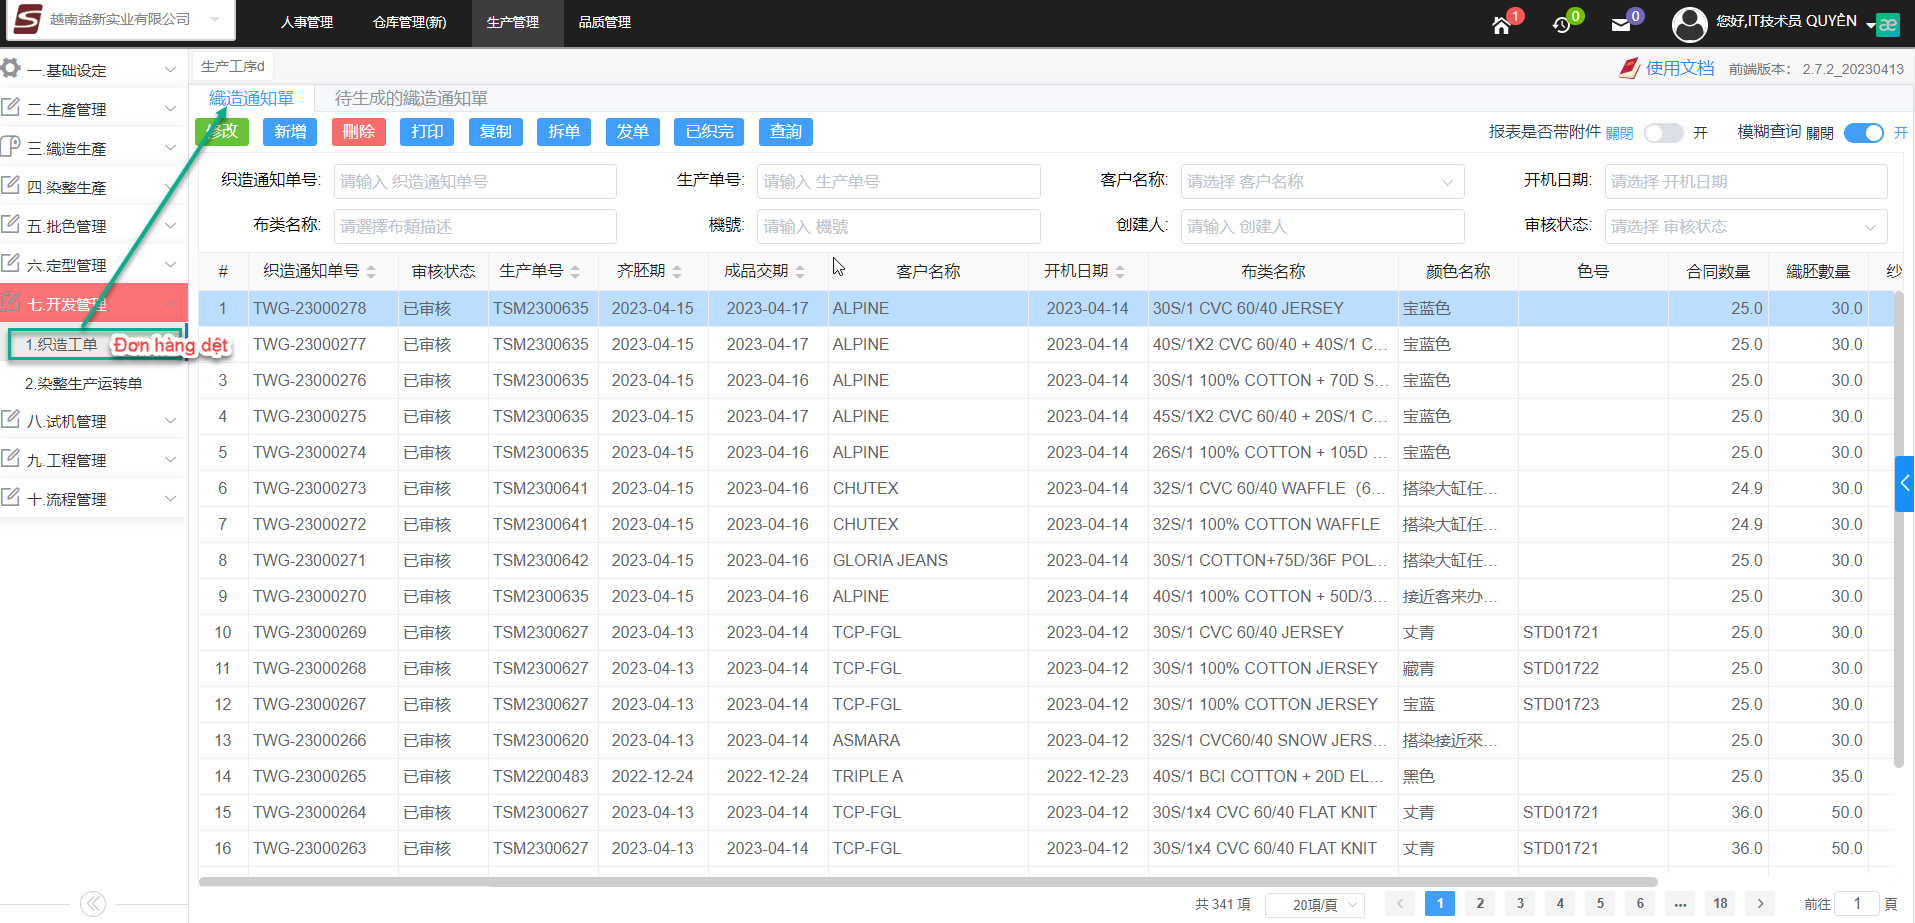 越南益新实业有限公司
人事管理 仓库管理(新) 生产管理 品质管理
1 0 0 您好,IT技术员 QUYÊN
生产工序d
使用文档 前端版本: 2.7.2_20230413
一.基础设定
二.生產管理
三.織造生產
四.染整生產
五.批色管理
六.定型管理
七.开发管理
1.织造工单 Đơn hàng dệt
2.染整生产运转单
八.试机管理
九.工程管理
十.流程管理
織造通知單 待生成的織造通知單
修改 新增 刪除 打印 复制 拆单 发单 已织完 查詢
报表是否带附件 關閉 开 模糊查询 關閉 开
织造通知单号: 请输入 织造通知单号 生产单号: 请输入 生产单号 客户名称: 请选择 客户名称 开机日期: 请选择 开机日期
布类名称: 請選擇布類描述 機號: 请输入 機號 创建人: 请输入 创建人 审核状态: 请选择 审核状态
# 织造通知单号 审核状态 生产单号 齐胚期 成品交期 客户名称 开机日期 布类名称 颜色名称 色号 合同数量 織胚數量 纱
1 TWG-23000278 已审核 TSM2300635 2023-04-15 2023-04-17 ALPINE 2023-04-14 30S/1 CVC 60/40 JERSEY 宝蓝色 25.0 30.0
TWG-23000277 已审核 TSM2300635 2023-04-15 2023-04-17 ALPINE 2023-04-14 40S/1X2 CVC 60/40 + 40S/1 C... 宝蓝色 25.0 30.0
3 TWG-23000276 已审核 TSM2300635 2023-04-15 2023-04-16 ALPINE 2023-04-14 30S/1 100% COTTON + 70D S... 宝蓝色 25.0 30.0
4 TWG-23000275 已审核 TSM2300635 2023-04-15 2023-04-17 ALPINE 2023-04-14 45S/1X2 CVC 60/40 + 20S/1 C... 宝蓝色 25.0 30.0
5 TWG-23000274 已审核 TSM2300635 2023-04-15 2023-04-16 ALPINE 2023-04-14 26S/1 100% COTTON + 105D ... 宝蓝色 25.0 30.0
6 TWG-23000273 已审核 TSM2300641 2023-04-15 2023-04-16 CHUTEX 2023-04-14 32S/1 CVC 60/40 WAFFLE（6... 搭染大缸任... 24.9 30.0
7 TWG-23000272 已审核 TSM2300641 2023-04-15 2023-04-16 CHUTEX 2023-04-14 32S/1 100% COTTON WAFFLE 搭染大缸任... 24.9 30.0
8 TWG-23000271 已审核 TSM2300642 2023-04-15 2023-04-16 GLORIA JEANS 2023-04-14 30S/1 COTTON+75D/36F POL... 搭染大缸任... 25.0 30.0
9 TWG-23000270 已审核 TSM2300635 2023-04-15 2023-04-16 ALPINE 2023-04-14 40S/1 100% COTTON + 50D/3... 接近客来办... 25.0 30.0
10 TWG-23000269 已审核 TSM2300627 2023-04-13 2023-04-14 TCP-FGL 2023-04-12 30S/1 CVC 60/40 JERSEY 丈青 STD01721 25.0 30.0
11 TWG-23000268 已审核 TSM2300627 2023-04-13 2023-04-14 TCP-FGL 2023-04-12 30S/1 100% COTTON JERSEY 藏青 STD01722 25.0 30.0
12 TWG-23000267 已审核 TSM2300627 2023-04-13 2023-04-14 TCP-FGL 2023-04-12 30S/1 100% COTTON JERSEY 宝蓝 STD01723 25.0 30.0
13 TWG-23000266 已审核 TSM2300620 2023-04-13 2023-04-14 ASMARA 2023-04-12 32S/1 CVC60/40 SNOW JERS... 搭染接近來... 25.0 30.0
14 TWG-23000265 已审核 TSM2200483 2022-12-24 2022-12-24 TRIPLE A 2022-12-23 40S/1 BCI COTTON + 20D EL... 黑色 25.0 35.0
15 TWG-23000264 已审核 TSM2300627 2023-04-13 2023-04-14 TCP-FGL 2023-04-12 30S/1x4 CVC 60/40 FLAT KNIT 丈青 STD01721 36.0 50.0
16 TWG-23000263 已审核 TSM2300627 2023-04-13 2023-04-14 TCP-FGL 2023-04-12 30S/1x4 CVC 60/40 FLAT KNIT 丈青 STD01721 36.0 50.0
共 341 項 20項/頁 1 2 3 4 5 6 ... 18 前往 1 頁